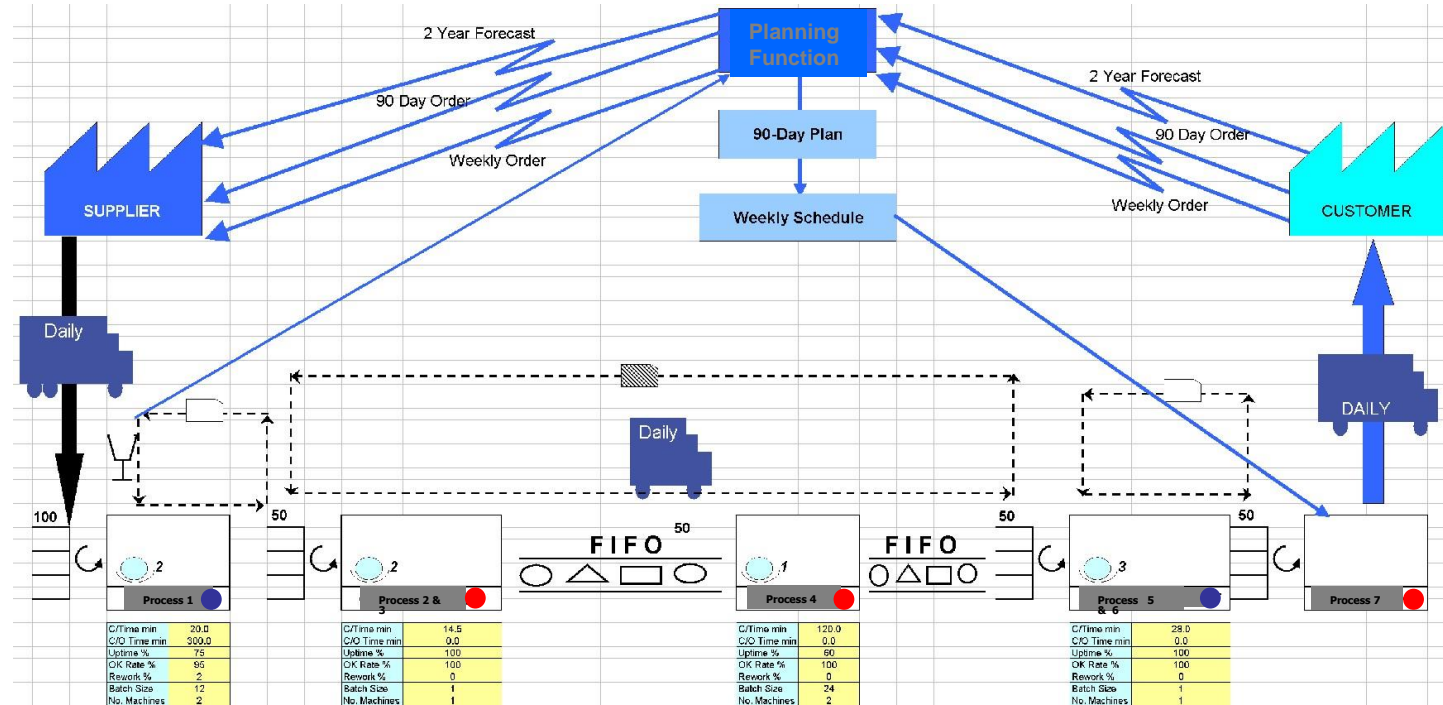 Planning
Function
2 Year Forecast
90 Day Order
Weekly Order
2 Year Forecast
90 Day Order
Weekly Order
90-Day Plan
Weekly Schedule
SUPPLIER
CUSTOMER
Daily
Daily
DAILY
100
50
50
50
50
FIFO
FIFO
2
2
1
3
Process 1
Process 2 &
3
Process 4
Process 5
& 6
Process 7
C/Time min 20.0
C/O Time min 300.0
Uptime % 75
OK Rate % 95
Rework % 2
Batch Size 12
No. Machines 2
C/Time min 14.5
C/O Time min 0.0
Uptime % 100
OK Rate % 100
Rework % 0
Batch Size 1
No. Machines 1
C/Time min 120.0
C/O Time min 0.0
Uptime % 60
OK Rate % 100
Rework % 0
Batch Size 24
No. Machines 2
C/Time min 28.0
C/O Time min 0.0
Uptime % 100
OK Rate % 100
Rework % 0
Batch Size 1
No. Machines 1